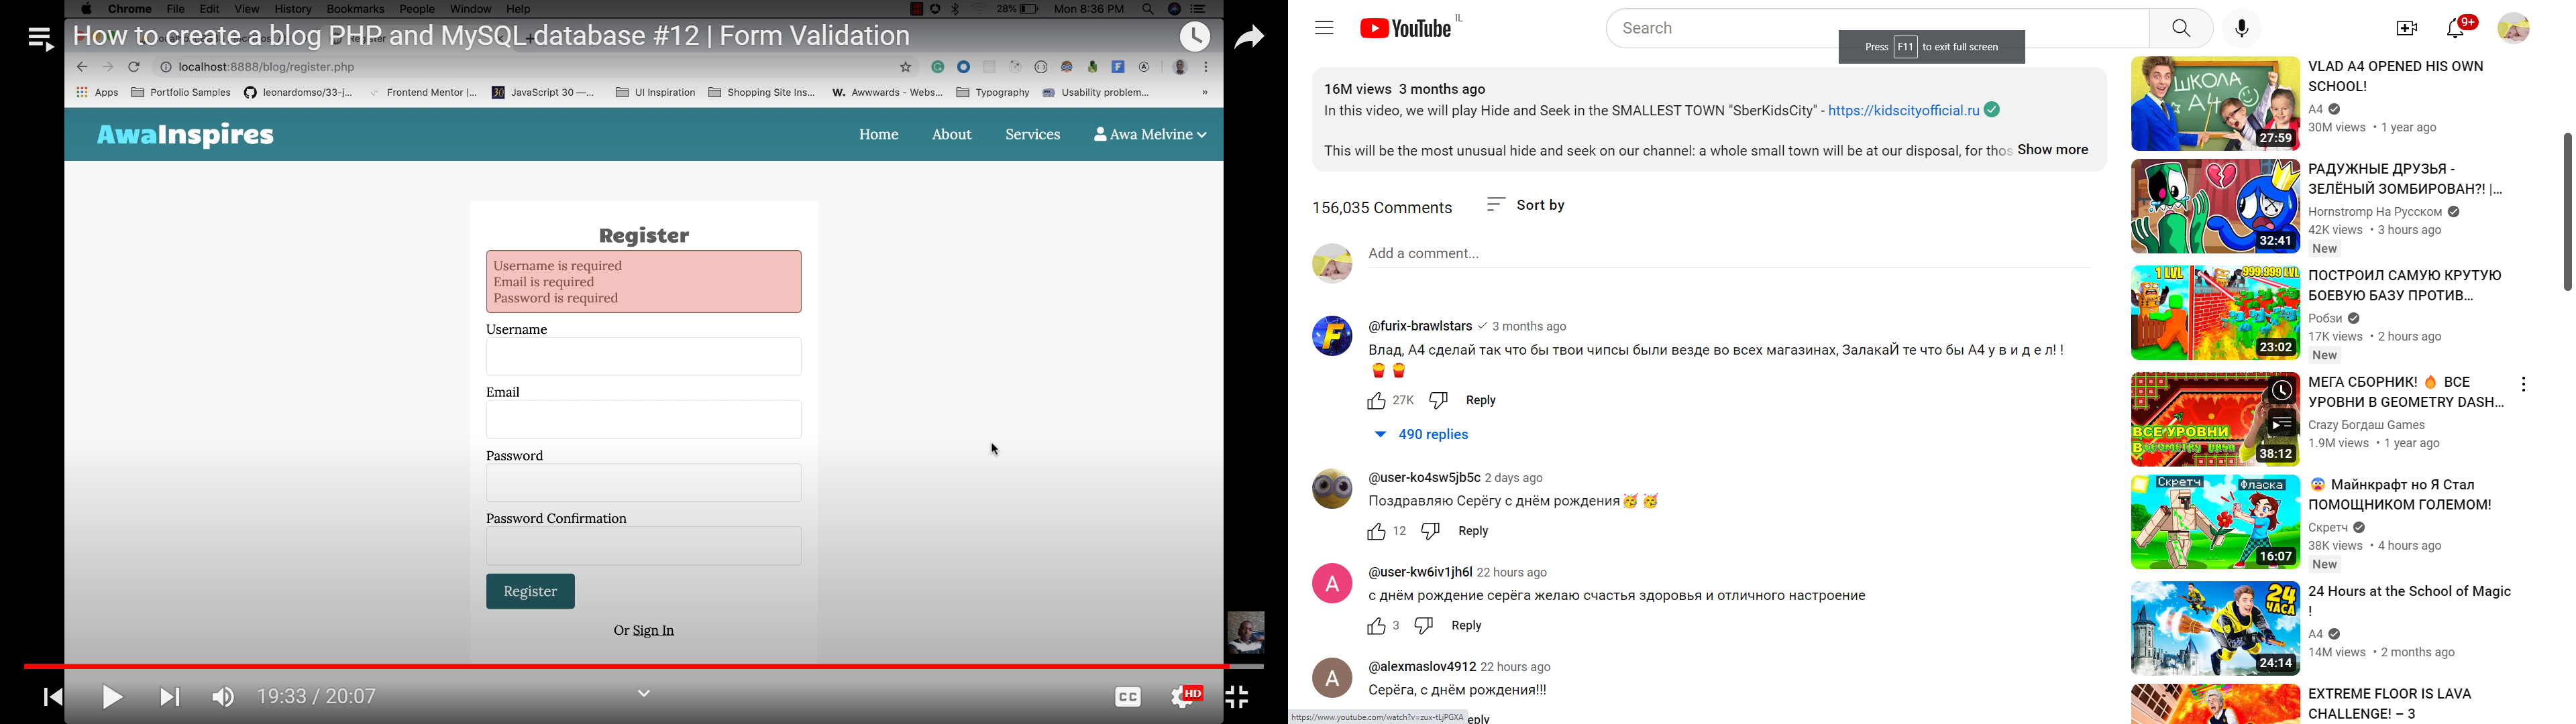 Chrome File Edit View History Bookmarks People Window Help
28% Mon 8:36 PM
How to create a blog PHP and MySQL database #12 | Form Validation
localhost:8888/blog/register.php
Apps Portfolio Samples leonardomso/33-j... Frontend Mentor |... JavaScript 30 —... UI Inspiration Shopping Site Ins... Awwwards - Webs... Typography Usability problem... »
AwaInspires
Home About Services Awa Melvine
Register
Username is required
Email is required
Password is required
Username
Email
Password
Password Confirmation
Register
Or Sign In
19:33 / 20:07
CC
HD
YouTube IL
Search
9+
Press F11 to exit full screen
16M views 3 months ago
In this video, we will play Hide and Seek in the SMALLEST TOWN "SberKidsCity" - https://kidscityofficial.ru
This will be the most unusual hide and seek on our channel: a whole small town will be at our disposal, for thos Show more
156,035 Comments Sort by
Add a comment...
@furix-brawlstars 3 months ago
Влад, А4 сделай так что бы твои чипсы были везде во всех магазинах, ЗалакаЙ те что бы А4 у в и д е л! !
27K Reply
490 replies
@user-ko4sw5jb5c 2 days ago
Поздравляю Серёгу с днём рождения
12 Reply
@user-kw6iv1jh6l 22 hours ago
с днём рождение серёга желаю счастья здоровья и отличного настроение
3 Reply
@alexmaslov4912 22 hours ago
Серёга, с днём рождения!!!
https://www.youtube.com/watch?v=zux-tLjPGXA
eply
ШКОЛА
А4
27:59
VLAD A4 OPENED HIS OWN
SCHOOL!
A4
30M views • 1 year ago
32:41
РАДУЖНЫЕ ДРУЗЬЯ -
ЗЕЛЁНЫЙ ЗОМБИРОВАН?! |...
Hornstromp На Русском
42K views • 3 hours ago
New
1 LVL
999.999 LVL
23:02
ПОСТРОИЛ САМУЮ КРУТУЮ
БОЕВУЮ БАЗУ ПРОТИВ...
Робзи
17K views • 2 hours ago
New
ВСЕ УРОВНИ
38:12
МЕГА СБОРНИК! ВСЕ
УРОВНИ В GEOMETRY DASH...
Crazy Богдаш Games
1.9M views • 1 year ago
Скретч
Фласка
16:07
Майнкрафт но Я Стал
ПОМОЩНИКОМ ГОЛЕМОМ!
Скретч
38K views • 4 hours ago
New
24
ЧАСА
24:14
24 Hours at the School of Magic
!
A4
14M views • 2 months ago
EXTREME FLOOR IS LAVA
CHALLENGE! – 3